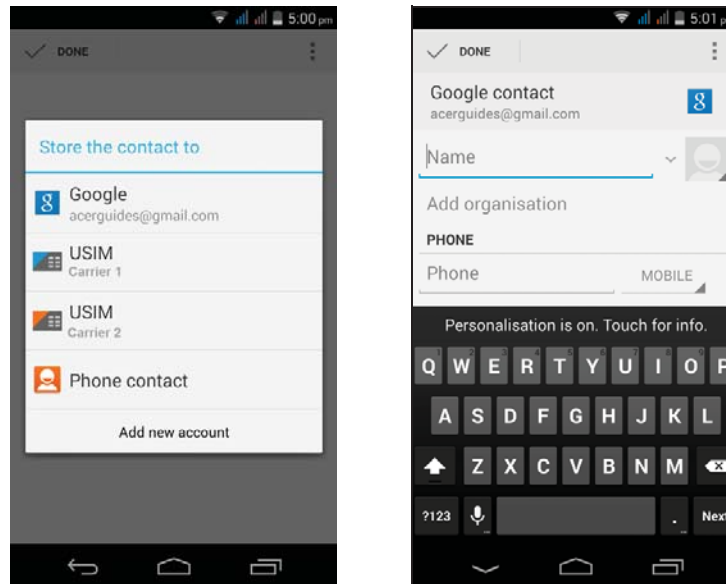 5:00 pm
DONE
Store the contact to
Google
acerguides@gmail.com
USIM
Carrier 1
USIM
Carrier 2
Phone contact
Add new account
5:01 p
DONE
Google contact
acerguides@gmail.com
Name
Add organisation
PHONE
Phone
MOBILE
Personalisation is on. Touch for info.
Q W E R T Y U I O P
A S D F G H J K L
Z X C V B N M
?123 . Next